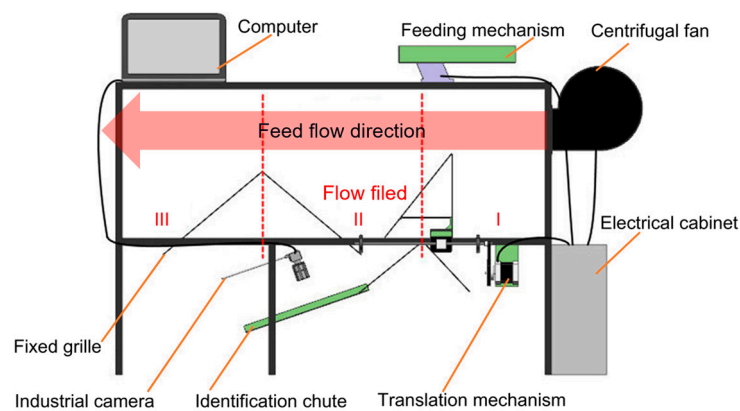 Computer
Feeding mechanism
Centrifugal fan
Feed flow direction
Flow filed
III
II
I
Electrical cabinet
Fixed grille
Industrial camera
Identification chute
Translation mechanism